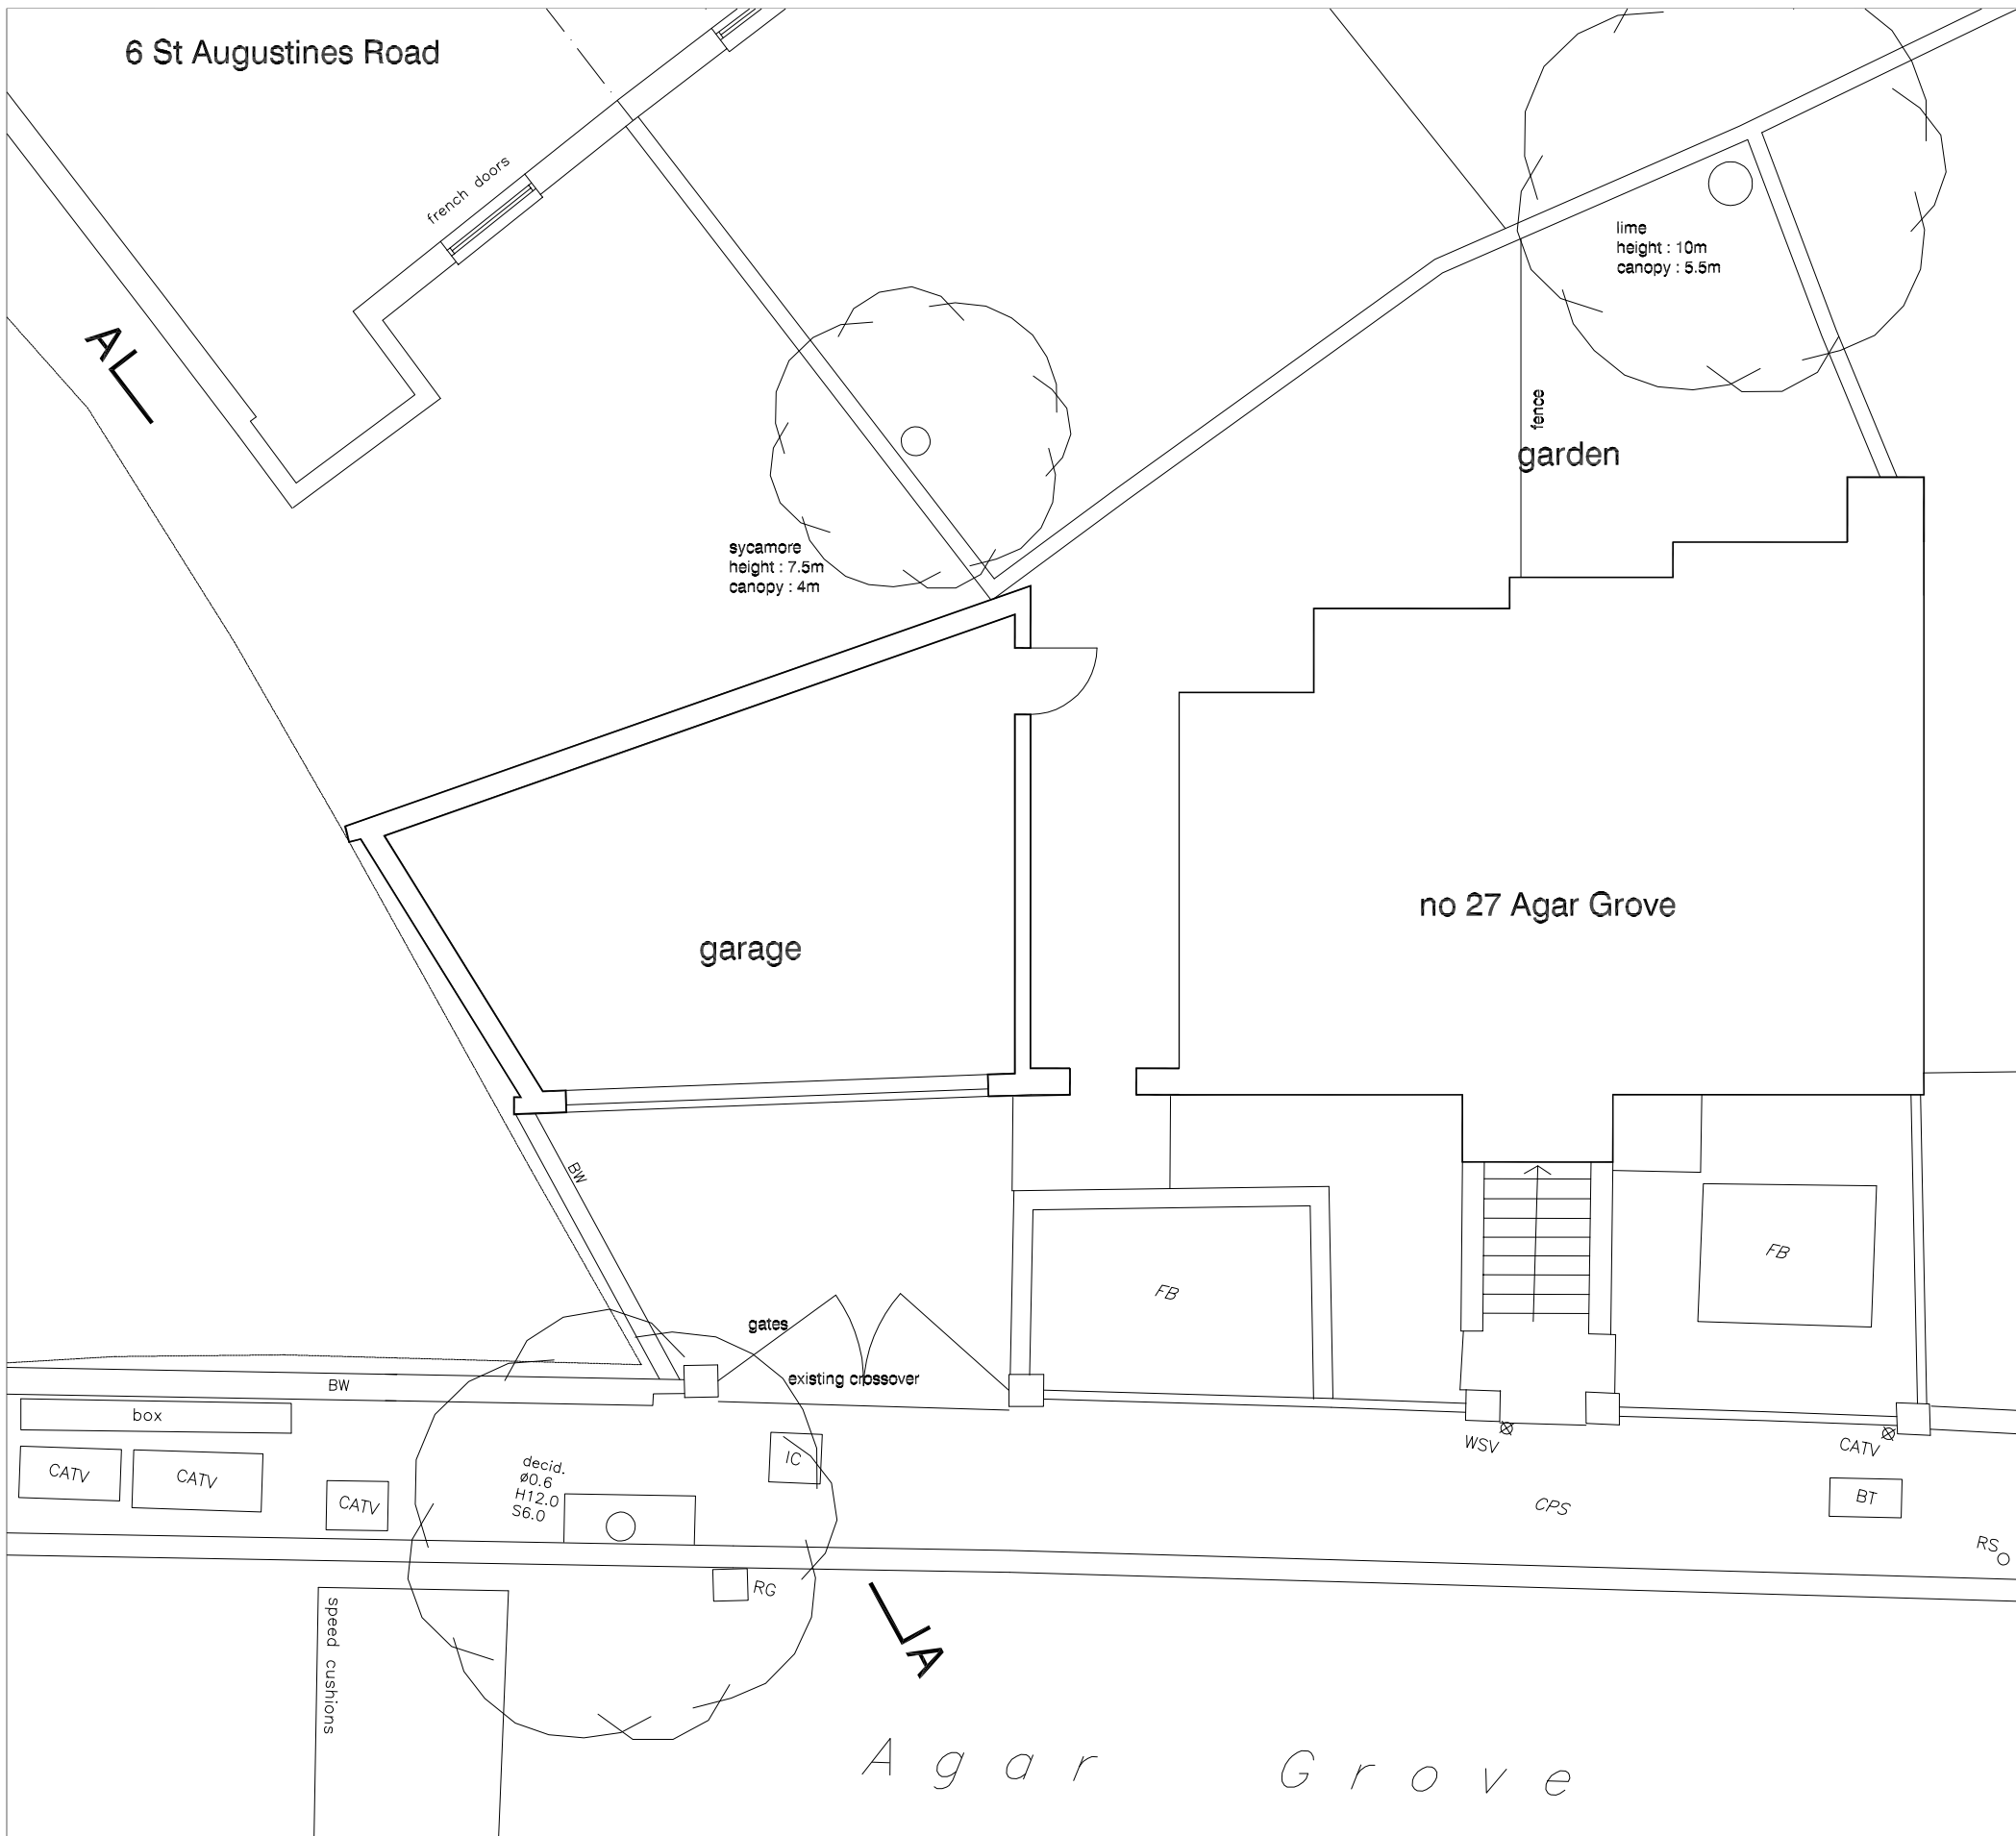 6 St Augustines Road
french doors
lime
height : 10m
canopy : 5.5m
A
fence
garden
sycamore
height : 7.5m
canopy : 4m
no 27 Agar Grove
garage
BW
FB
FB
gates
existing crossover
BW
box
WSV
CATV
IC
CATV
CATV
CATV
decid.
ø0.6
H12.0
S6.0
CPS
BT
RS
RG
speed cushions
A
Agar Grove